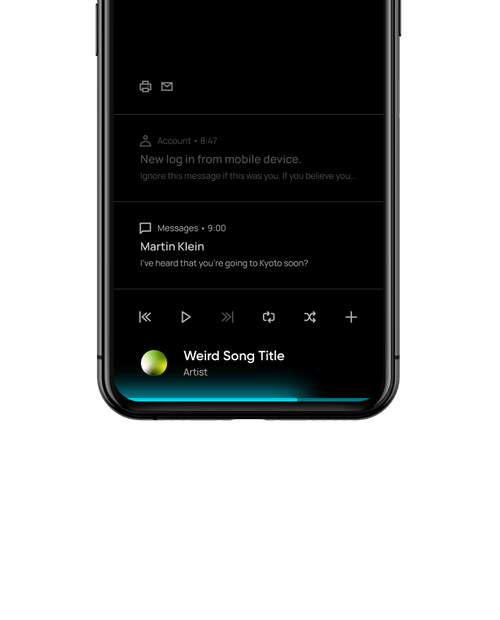 Account • 8:47
New log in from mobile device.
Ignore this message if this was you. If you believe you...
Messages • 9:00
Martin Klein
I've heard that you're going to Kyoto soon?
Weird Song Title
Artist